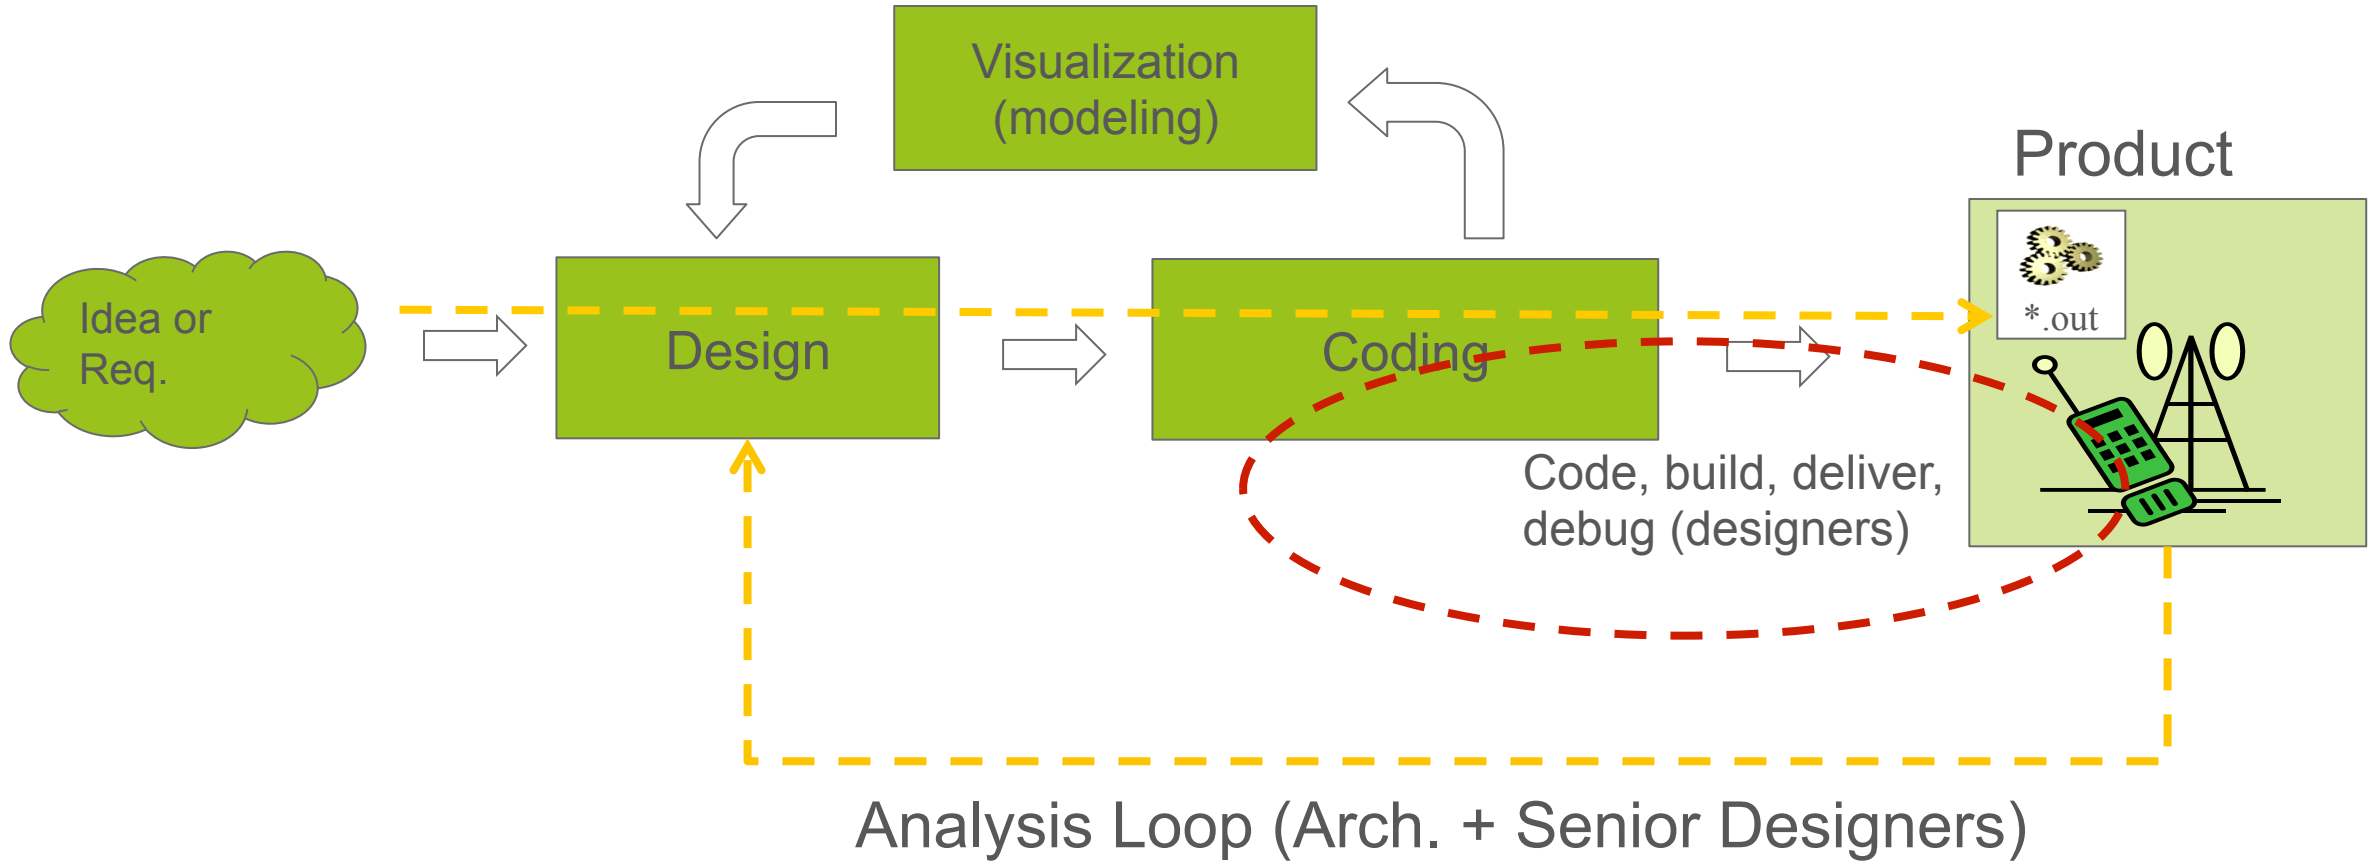 Visualization
(modeling)
Product
Idea or
Req.
Design
Coding
*.out
Code, build, deliver,
debug (designers)
Analysis Loop (Arch. + Senior Designers)